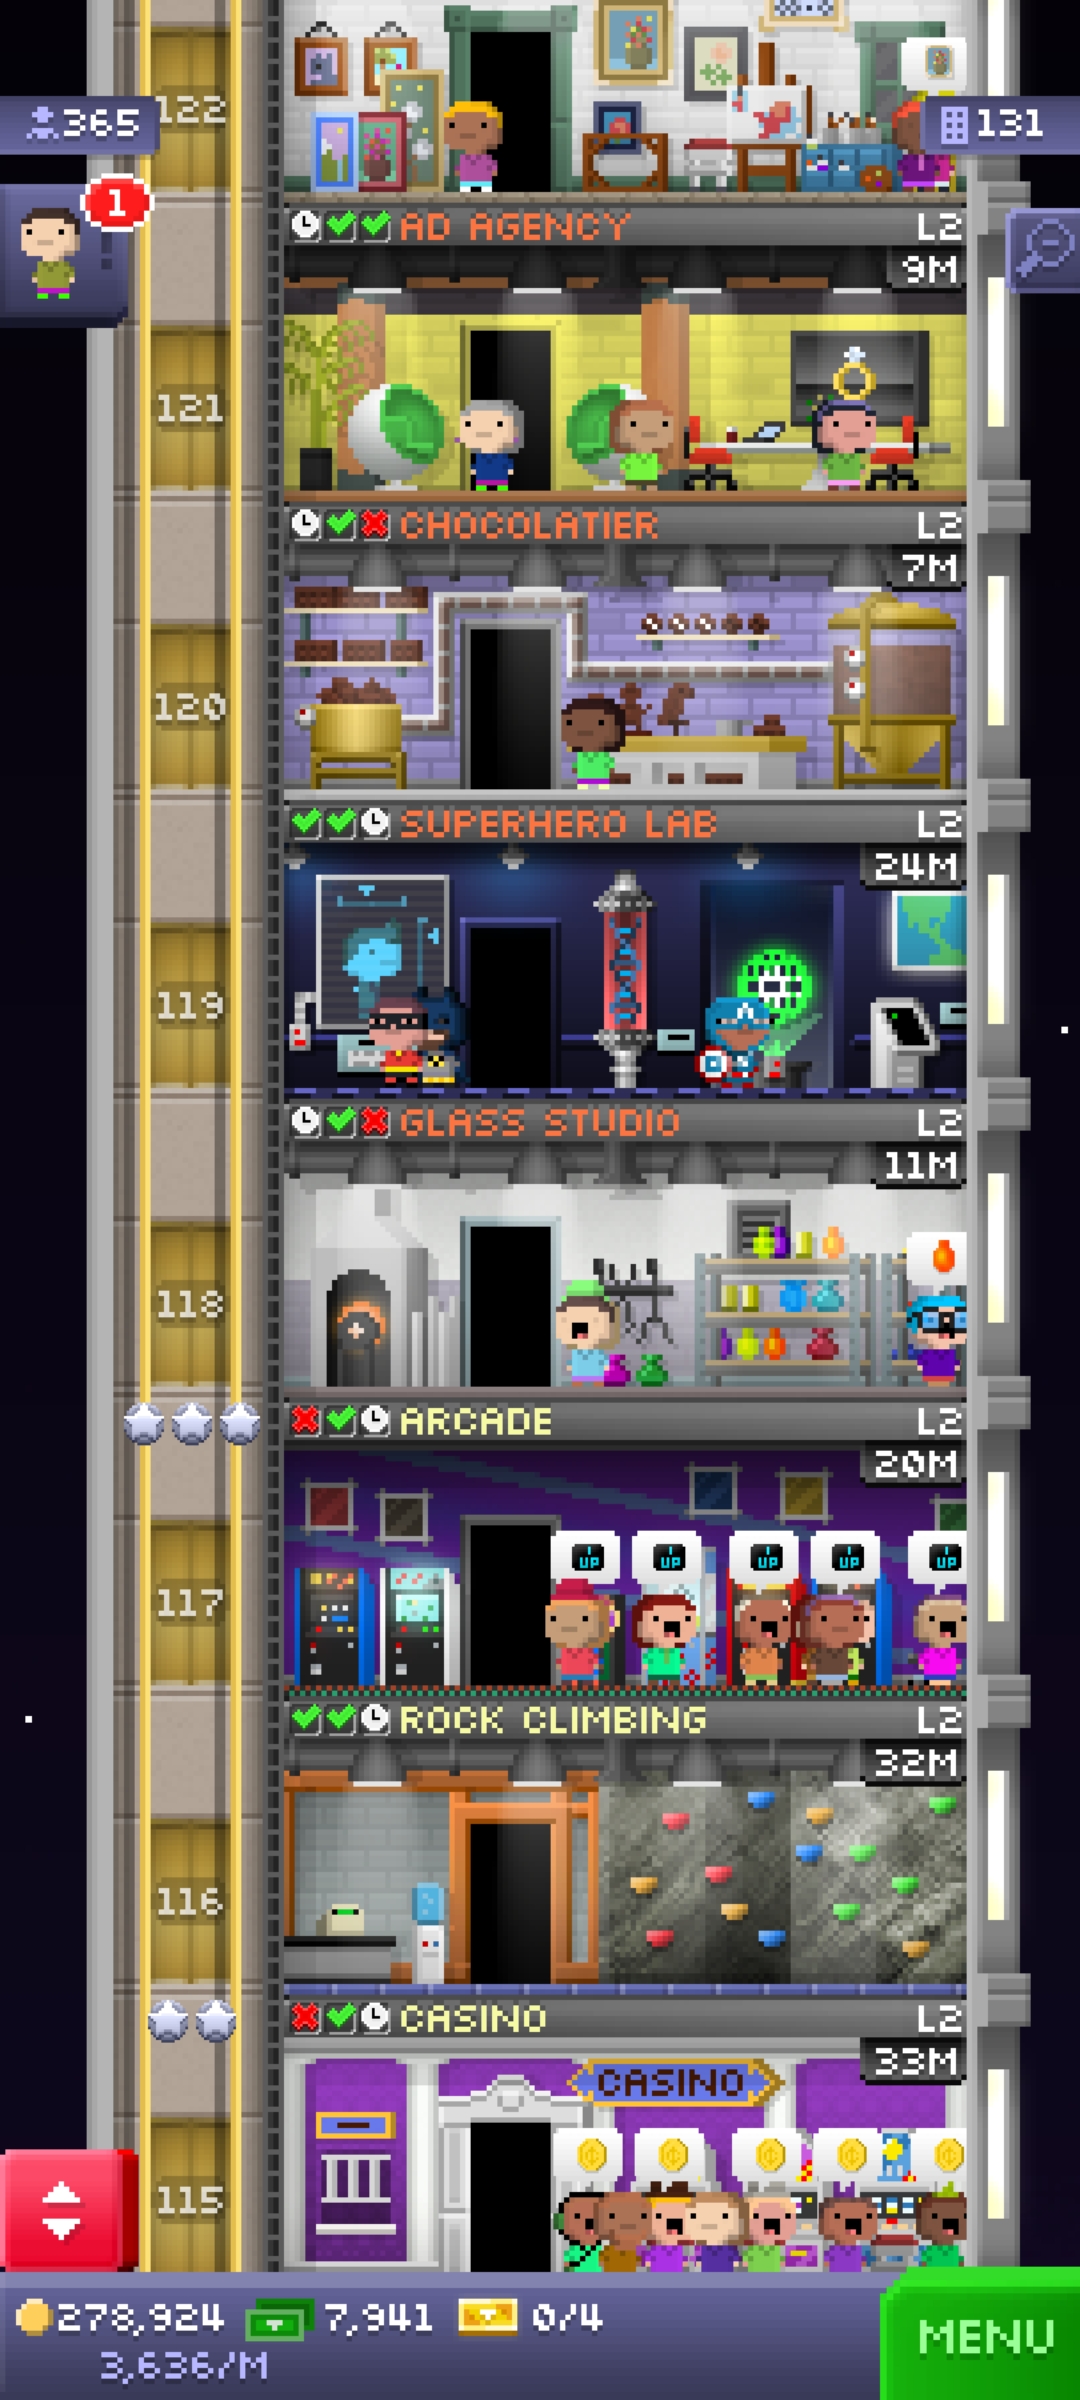 122
365
131
1
AD AGENCY L2
9M
121
CHOCOLATIER L2
7M
120
SUPERHERO LAB L2
24M
119
GLASS STUDIO L2
11M
118
ARCADE L2
20M
UP UP UP UP UP
117
ROCK CLIMBING L2
32M
116
CASINO L2
33M
CASINO
115
278,924 7,941 0/4
3,636/M
MENU